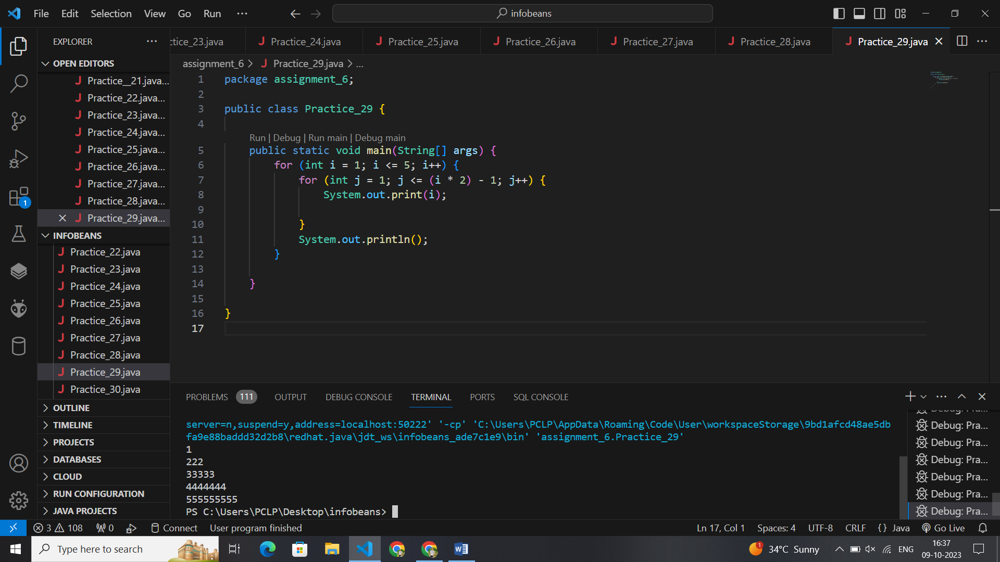 File Edit Selection View Go Run ··· infobeans
EXPLORER ···
OPEN EDITORS
Practice__21.java...
Practice_22.java...
Practice_23.java...
Practice_24.java...
Practice_25.java...
Practice_26.java...
Practice_27.java...
Practice_28.java...
Practice_29.java...
INFOBEANS
Practice_22.java
Practice_23.java
Practice_24.java
Practice_25.java
Practice_26.java
Practice_27.java
Practice_28.java
Practice_29.java
Practice_30.java
OUTLINE
TIMELINE
PROJECTS
DATABASES
CLOUD
RUN CONFIGURATION
JAVA PROJECTS
1
ctice_23.java Practice_24.java Practice_25.java Practice_26.java Practice_27.java Practice_28.java Practice_29.java
assignment_6 > Practice_29.java > ...
1 package assignment_6;
2
3 public class Practice_29 {
4
Run | Debug | Run main | Debug main
5 public static void main(String[] args) {
6 for (int i = 1; i <= 5; i++) {
7 for (int j = 1; j <= (i * 2) - 1; j++) {
8 System.out.print(i);
9
10 }
11 System.out.println();
12 }
13
14 }
15
16 }
17
PROBLEMS 111 OUTPUT DEBUG CONSOLE TERMINAL PORTS SQL CONSOLE
server=n,suspend=y,address=localhost:50222' '-cp' 'C:\Users\PCLP\AppData\Roaming\Code\User\workspaceStorage\9bd1afcd48ae5db
fa9e88baddd32d2b8\redhat.java\jdt_ws\infobeans_ade7c1e9\bin' 'assignment_6.Practice_29'
1
222
33333
4444444
555555555
PS C:\Users\PCLP\Desktop\infobeans>
Debug: Pra...
Debug: Pra...
Debug: Pra...
Debug: Pra...
Debug: Pra...
Debug: Pra...
3 108 0 Connect User program finished Ln 17, Col 1 Spaces: 4 UTF-8 CRLF {} Java Go Live
Type here to search 1 34°C Sunny ENG 16:37
09-10-2023